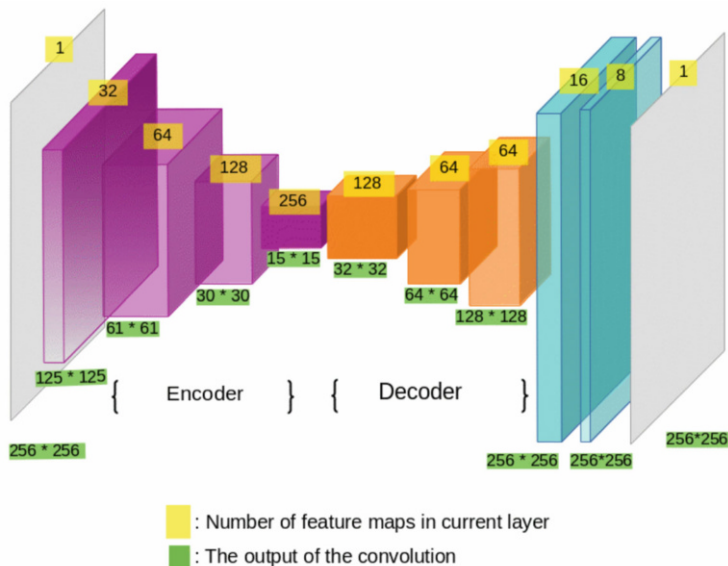 1
32
64
128
256
128
64
64
16
8
1
15 * 15
32 * 32
30 * 30
64 * 64
128 * 128
61 * 61
125 * 125
{ Encoder }
{ Decoder }
256 * 256
256 * 256
256*256
256*256
: Number of feature maps in current layer
: The output of the convolution